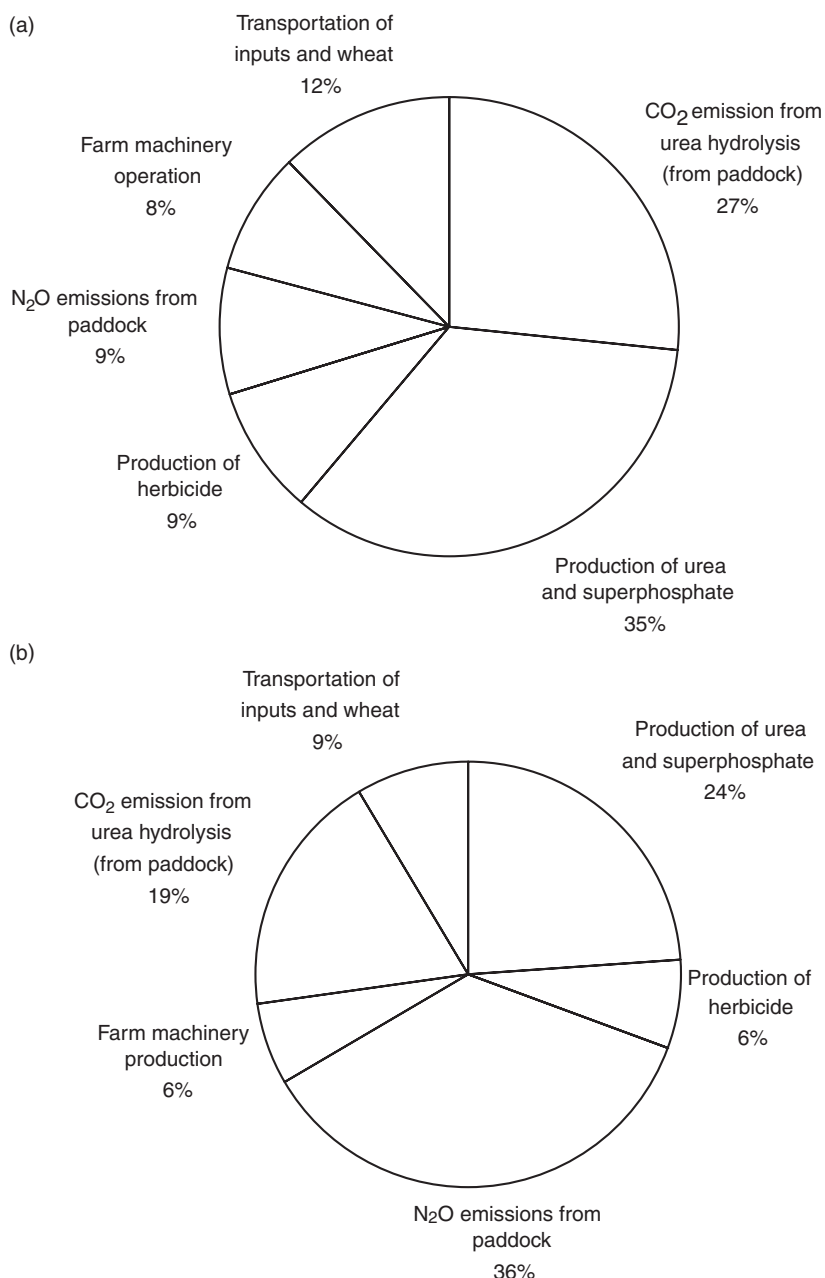 (a)
Transportation of
inputs and wheat
12%
CO₂ emission from
urea hydrolysis
(from paddock)
27%
Farm machinery
operation
8%
N₂O emissions from
paddock
9%
Production of
herbicide
9%
Production of urea
and superphosphate
35%
(b)
Transportation of
inputs and wheat
9%
Production of urea
and superphosphate
24%
CO₂ emission from
urea hydrolysis
(from paddock)
19%
Production of
herbicide
6%
Farm machinery
production
6%
N₂O emissions from
paddock
36%